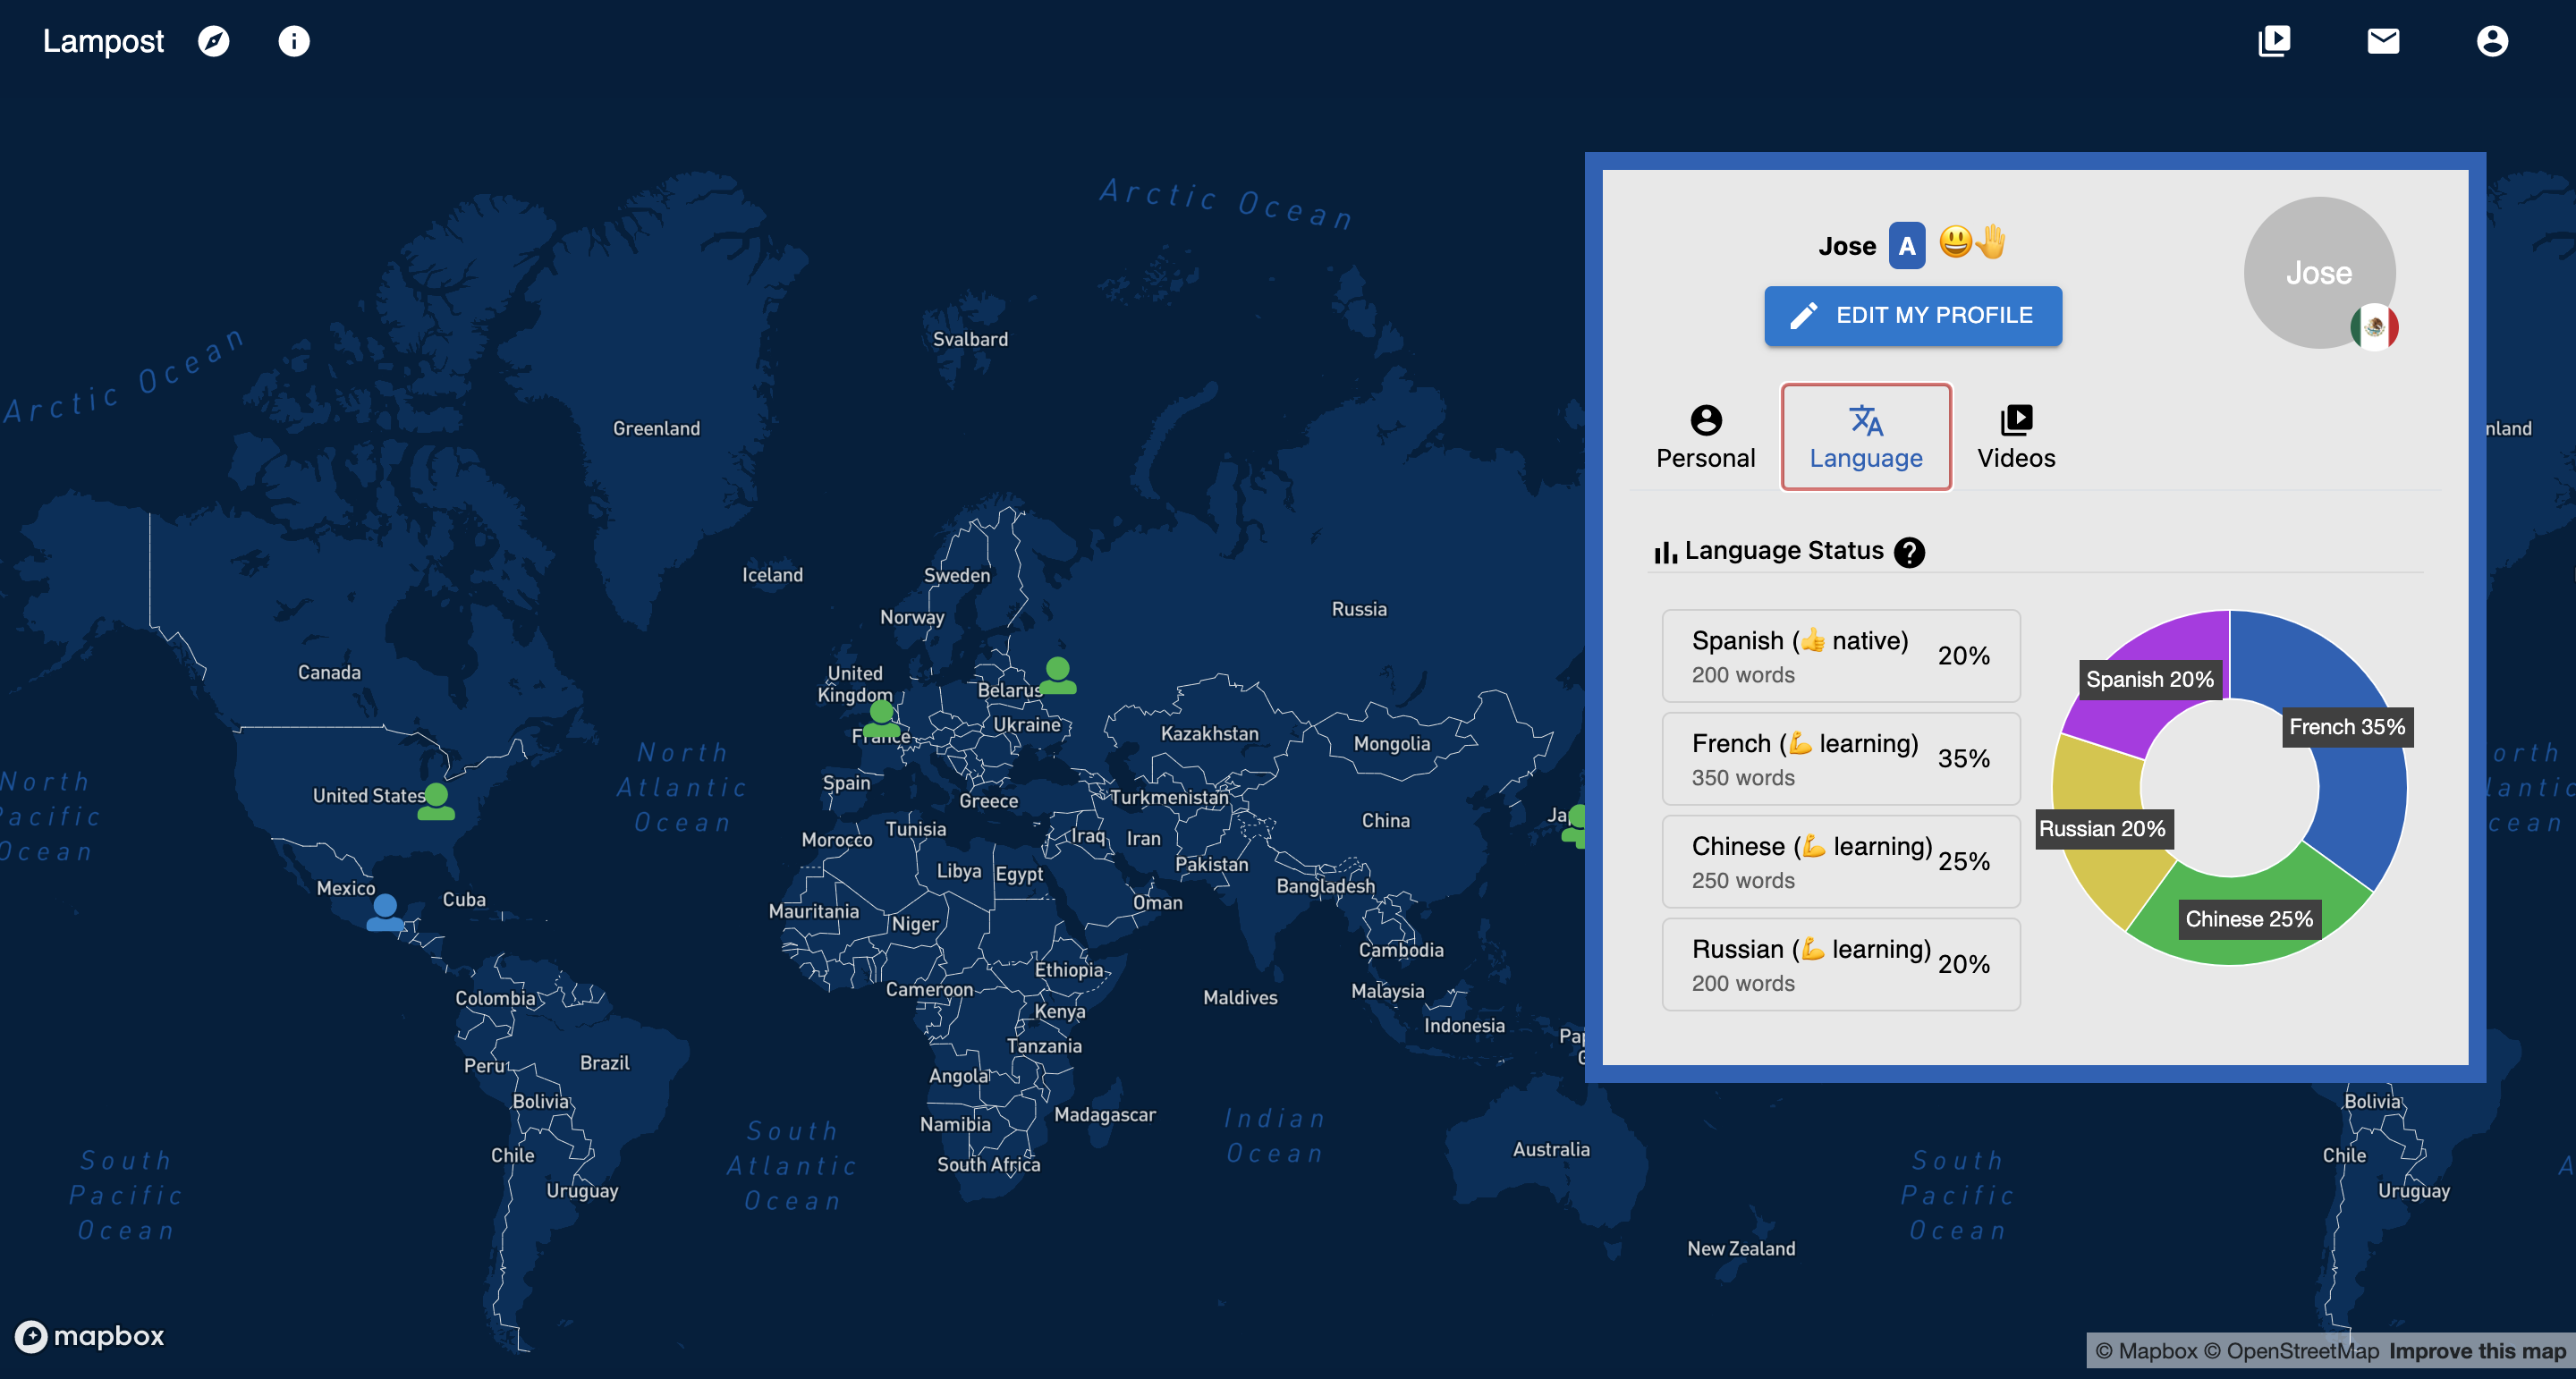 Lampost
Arctic Ocean
Arctic Ocean
Svalbard
Greenland
Iceland
Sweden
Norway
Russia
Canada
United
Kingdom
Belarus
Ukraine
France
Kazakhstan
Mongolia
North
Pacific
Ocean
North
Atlantic
Ocean
United States
Spain
Greece
Turkmenistan
China
Morocco
Tunisia
Iraq
Iran
Libya
Egypt
Pakistan
Bangladesh
Mexico
Cuba
Mauritania
Niger
Oman
Cambodia
Ethiopia
Cameroon
Colombia
Maldives
Malaysia
Kenya
Indonesia
Tanzania
Peru
Brazil
Angola
Bolivia
Namibia
Madagascar
Indian
Ocean
South
Atlantic
Ocean
South
Pacific
Ocean
Chile
South Africa
Uruguay
Australia
New Zealand
South
Pacific
Ocean
Bolivia
Chile
Uruguay
nland
Jose A 😃🤚
EDIT MY PROFILE
Jose
Personal
Language
Videos
Language Status ?
Spanish (👍 native) 20%
200 words
French (💪 learning) 35%
350 words
Chinese (💪 learning) 25%
250 words
Russian (💪 learning) 20%
200 words
Spanish 20%
French 35%
Russian 20%
Chinese 25%
mapbox
© Mapbox © OpenStreetMap Improve this map